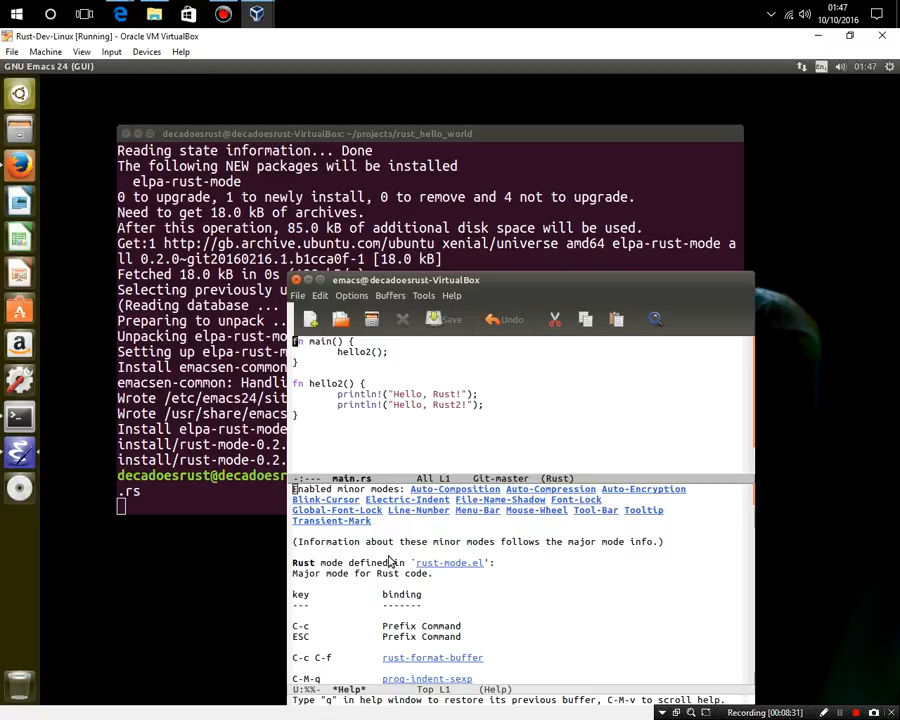 01:47
10/10/2016
Rust-Dev-Linux [Running] - Oracle VM VirtualBox
File Machine View Input Devices Help
GNU Emacs 24 (GUI)
En
01:47
decadoesrust@decadoesrust-VirtualBox: ~/projects/rust_hello_world
Reading state information... Done
The following NEW packages will be installed
elpa-rust-mode
0 to upgrade, 1 to newly install, 0 to remove and 4 not to upgrade.
Need to get 18.0 kB of archives.
After this operation, 85.0 kB of additional disk space will be used.
Get:1 http://gb.archive.ubuntu.com/ubuntu xenial/universe amd64 elpa-rust-mode a
ll 0.2.0~git20160216.1.b1cca0f-1 [18.0 kB]
Fetched 18.0 kB in 0s
Selecting previously u
(Reading database ...
Preparing to unpack ..
Unpacking elpa-rust-m
Setting up elpa-rust-m
Install emacsen-common
emacsen-common: Handli
Wrote /etc/emacs24/sit
Wrote /usr/share/emacs
Install elpa-rust-mode
install/rust-mode-0.2.
install/rust-mode-0.2.
decadoesrust@decadoesr
.rs
emacs@decadoesrust-VirtualBox
File Edit Options Buffers Tools Help
Save Undo
fn main() {
hello2();
}
fn hello2() {
println!("Hello, Rust!");
println!("Hello, Rust2!");
}
-:--- main.rs All L1 Git-master (Rust)
Enabled minor modes: Auto-Composition Auto-Compression Auto-Encryption
Blink-Cursor Electric-Indent File-Name-Shadow Font-Lock
Global-Font-Lock Line-Number Menu-Bar Mouse-Wheel Tool-Bar Tooltip
Transient-Mark
(Information about these minor modes follows the major mode info.)
Rust mode defined in `rust-mode.el':
Major mode for Rust code.
key binding
--- -------
C-c Prefix Command
ESC Prefix Command
C-c C-f rust-format-buffer
C-M-q prog-indent-sexp
U:%%- *Help* Top L1 (Help)
Type "q" in help window to restore its previous buffer, C-M-v to scroll help.
Recording [00:08:31]